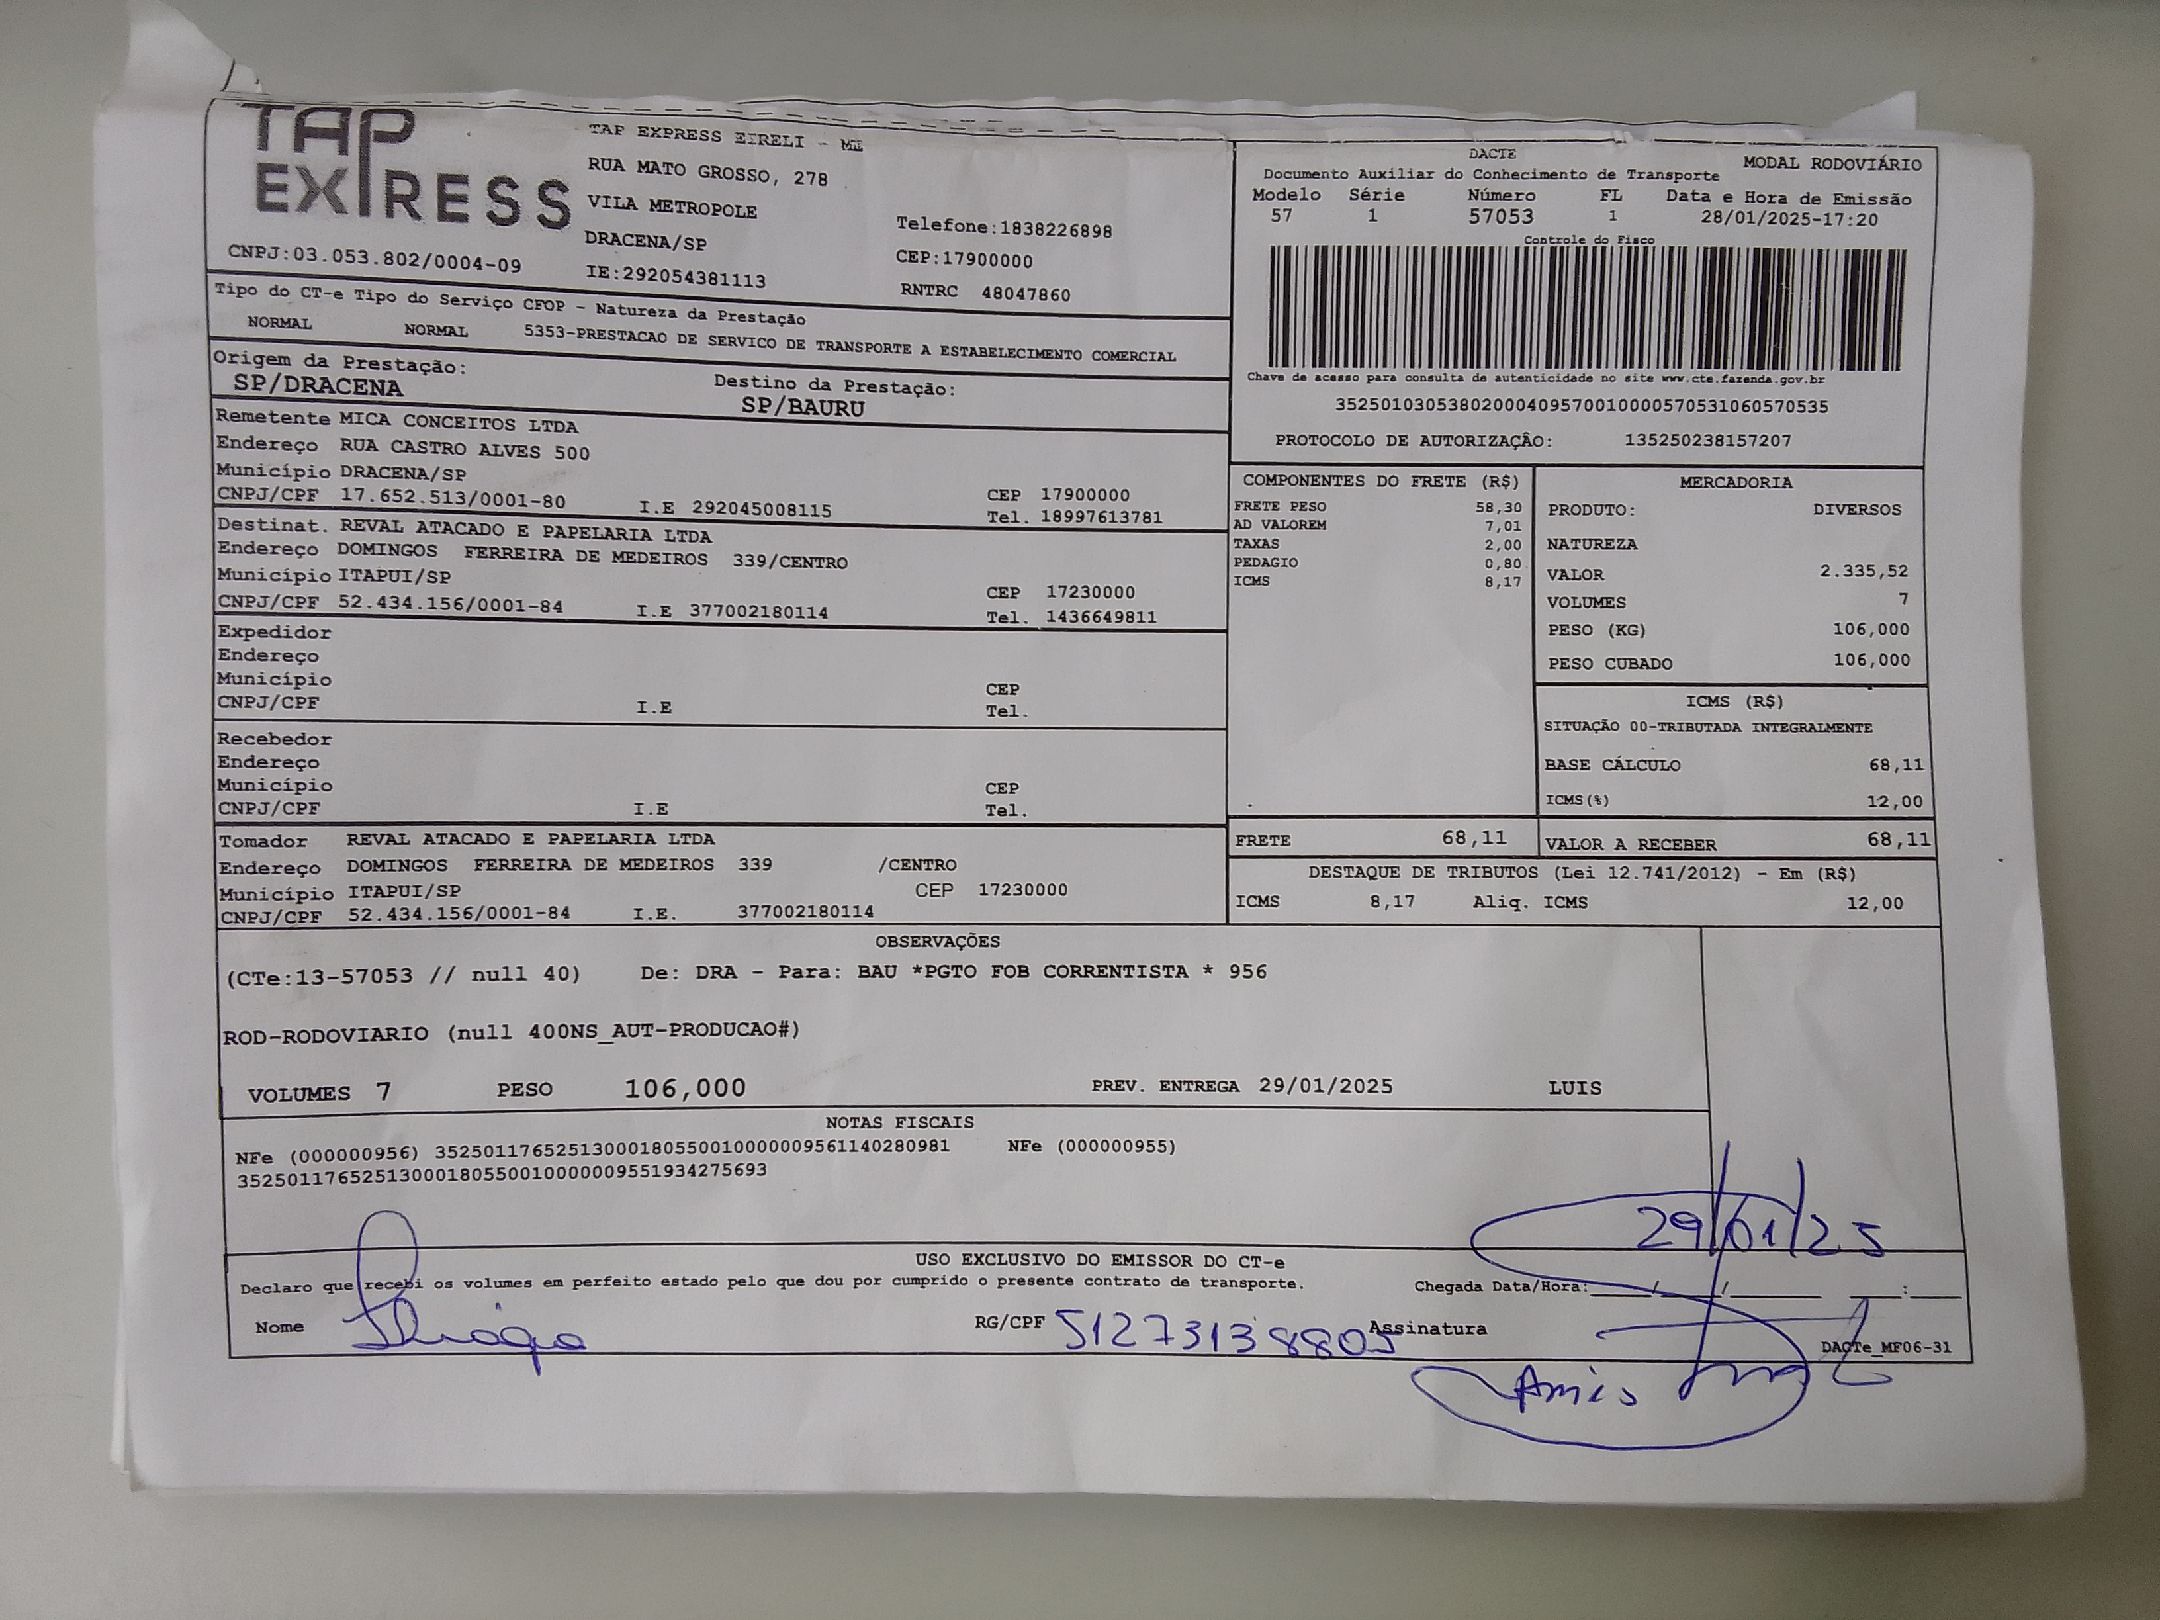 TAP EXPRESS
TAP EXPRESS EIRELI - ME
RUA MATO GROSSO, 278
VILA METROPOLE
DRACENA/SP
IE:292054381113
Telefone:1838226898
CEP:17900000
RNTRC 48047860
CNPJ:03.053.802/0004-09
DACTE MODAL RODOVIÁRIO
Documento Auxiliar do Conhecimento de Transporte
Modelo Série Número FL Data e Hora de Emissão
57 1 57053 1 28/01/2025-17:20
Controle do Fisco
Chave de acesso para consulta de autenticidade no site www.cte.fazenda.gov.br
35250103053802000409570010000570531060570535
PROTOCOLO DE AUTORIZAÇÃO: 135250238157207
Tipo do CT-e Tipo do Serviço CFOP - Natureza da Prestação
NORMAL NORMAL 5353-PRESTACAO DE SERVICO DE TRANSPORTE A ESTABELECIMENTO COMERCIAL
Origem da Prestação: Destino da Prestação:
SP/DRACENA SP/BAURU
Remetente MICA CONCEITOS LTDA
Endereço RUA CASTRO ALVES 500
Município DRACENA/SP CEP 17900000
CNPJ/CPF 17.652.513/0001-80 I.E 292045008115 Tel. 18997613781
Destinat. REVAL ATACADO E PAPELARIA LTDA
Endereço DOMINGOS FERREIRA DE MEDEIROS 339/CENTRO
Município ITAPUI/SP CEP 17230000
CNPJ/CPF 52.434.156/0001-84 I.E 377002180114 Tel. 1436649811
Expedidor
Endereço
Município CEP
CNPJ/CPF I.E Tel.
Recebedor
Endereço
Município CEP
CNPJ/CPF I.E Tel.
Tomador REVAL ATACADO E PAPELARIA LTDA
Endereço DOMINGOS FERREIRA DE MEDEIROS 339 /CENTRO
Município ITAPUI/SP CEP 17230000
CNPJ/CPF 52.434.156/0001-84 I.E. 377002180114
COMPONENTES DO FRETE (R$)
FRETE PESO 58,30
AD VALOREM 7,01
TAXAS 2,00
PEDAGIO 0,80
ICMS 8,17
MERCADORIA
PRODUTO: DIVERSOS
NATUREZA
VALOR 2.335,52
VOLUMES 7
PESO (KG) 106,000
PESO CUBADO 106,000
ICMS (R$)
SITUAÇÃO 00-TRIBUTADA INTEGRALMENTE
BASE CÁLCULO 68,11
ICMS(%) 12,00
FRETE 68,11 VALOR A RECEBER 68,11
DESTAQUE DE TRIBUTOS (Lei 12.741/2012) - Em (R$)
ICMS 8,17 Aliq. ICMS 12,00
OBSERVAÇÕES
(CTe:13-57053 // null 40) De: DRA - Para: BAU *PGTO FOB CORRENTISTA * 956
ROD-RODOVIARIO (null 400NS_AUT-PRODUCAO#)
VOLUMES 7 PESO 106,000 PREV. ENTREGA 29/01/2025 LUIS
NOTAS FISCAIS
NFe (000000956) 35250117652513000180550010000009561140280981 NFe (000000955)
35250117652513000180550010000009551934275693
29/01/25
USO EXCLUSIVO DO EMISSOR DO CT-e
Declaro que recebi os volumes em perfeito estado pelo que dou por cumprido o presente contrato de transporte. Chegada Data/Hora:____/____/____ ___:___
Nome Thiago RG/CPF 51273138805 Assinatura
DACTe_MF06-31